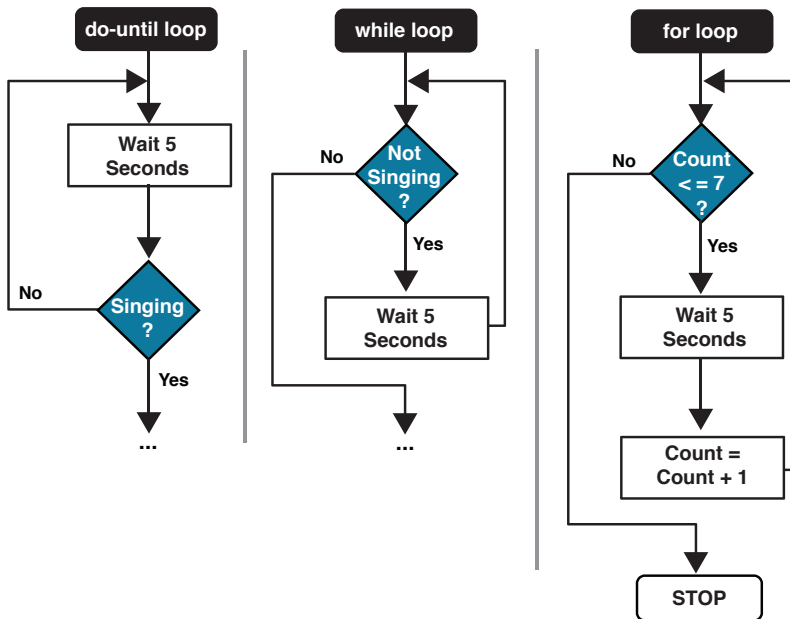 do-until loop
Wait 5
Seconds
No
Singing
?
Yes
...
while loop
No
Not
Singing
?
Yes
Wait 5
Seconds
...
for loop
No
Count
< = 7
?
Yes
Wait 5
Seconds
Count =
Count + 1
STOP